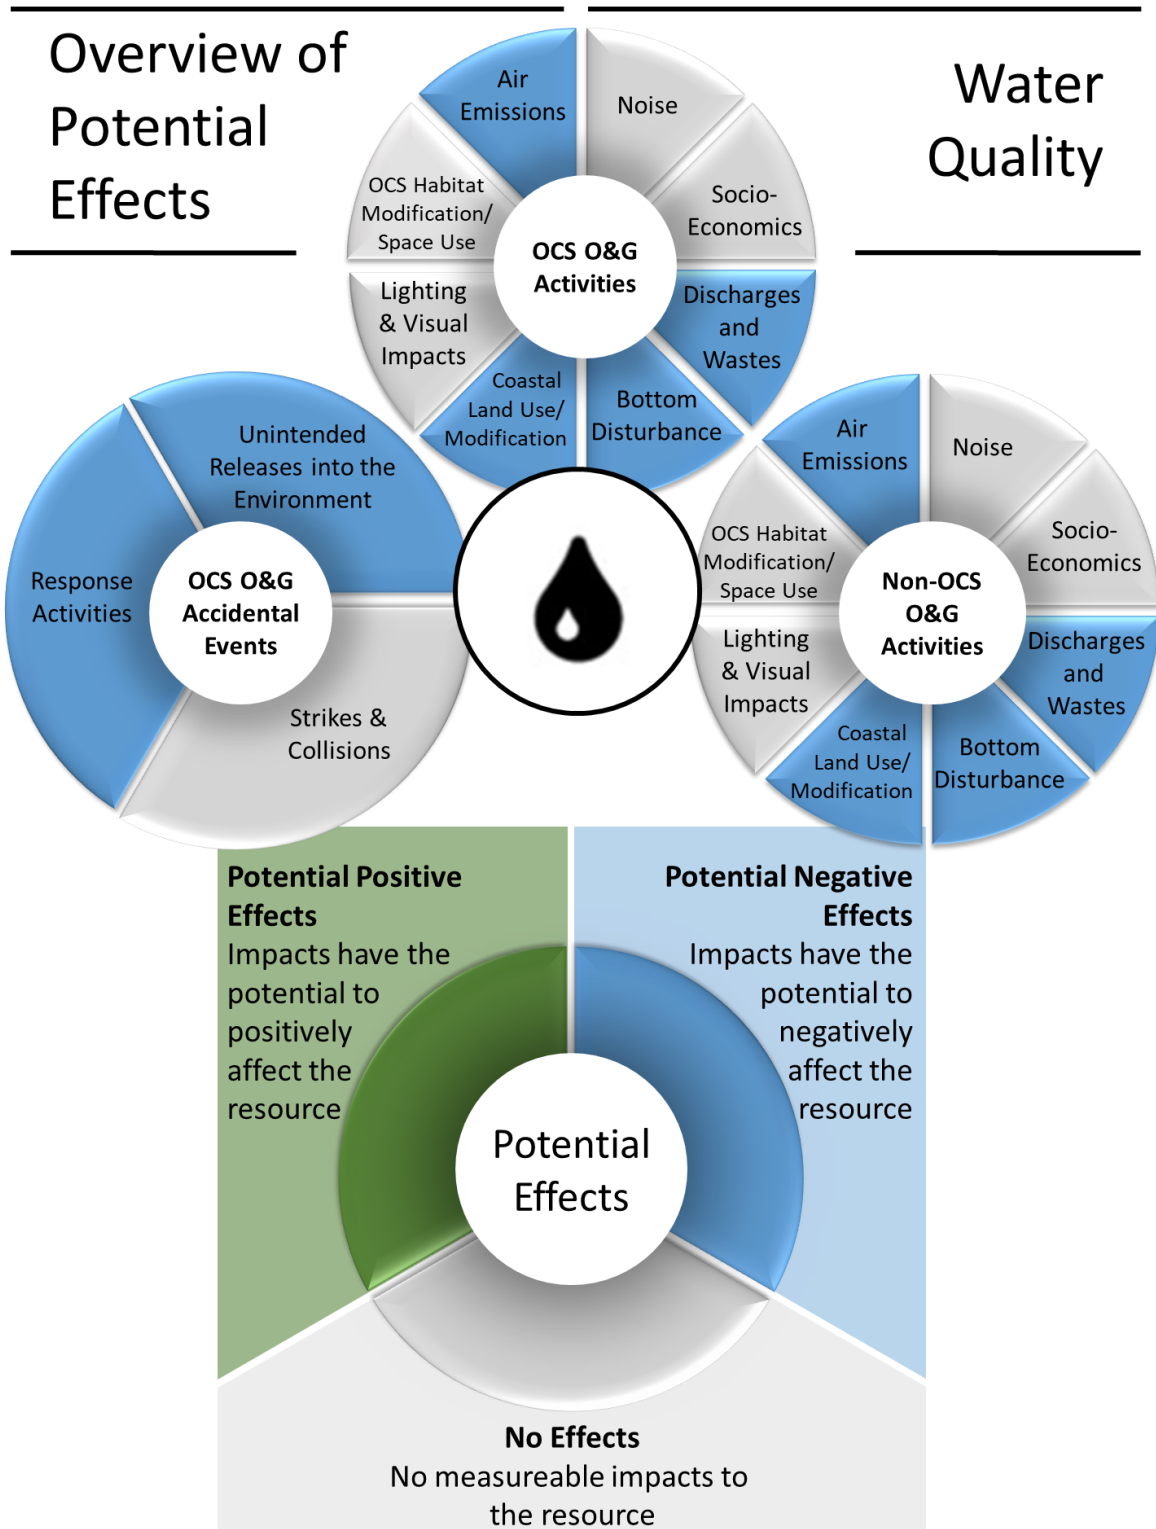 Overview of
Potential
Effects
Water
Quality
Air
Emissions
Noise
OCS Habitat
Modification/
Space Use
Socio-
Economics
OCS O&G
Activities
Lighting
& Visual
Impacts
Discharges
and
Wastes
Coastal
Land Use/
Modification
Bottom
Disturbance
Unintended
Releases into the
Environment
Response
Activities
OCS O&G
Accidental
Events
Strikes &
Collisions
Air
Emissions
Noise
OCS Habitat
Modification/
Space Use
Socio-
Economics
Non-OCS
O&G
Activities
Lighting
& Visual
Impacts
Discharges
and
Wastes
Coastal
Land Use/
Modification
Bottom
Disturbance
Potential Positive
Effects
Impacts have the
potential to
positively
affect the
resource
Potential Negative
Effects
Impacts have the
potential to
negatively
affect the
resource
Potential
Effects
No Effects
No measureable impacts to
the resource